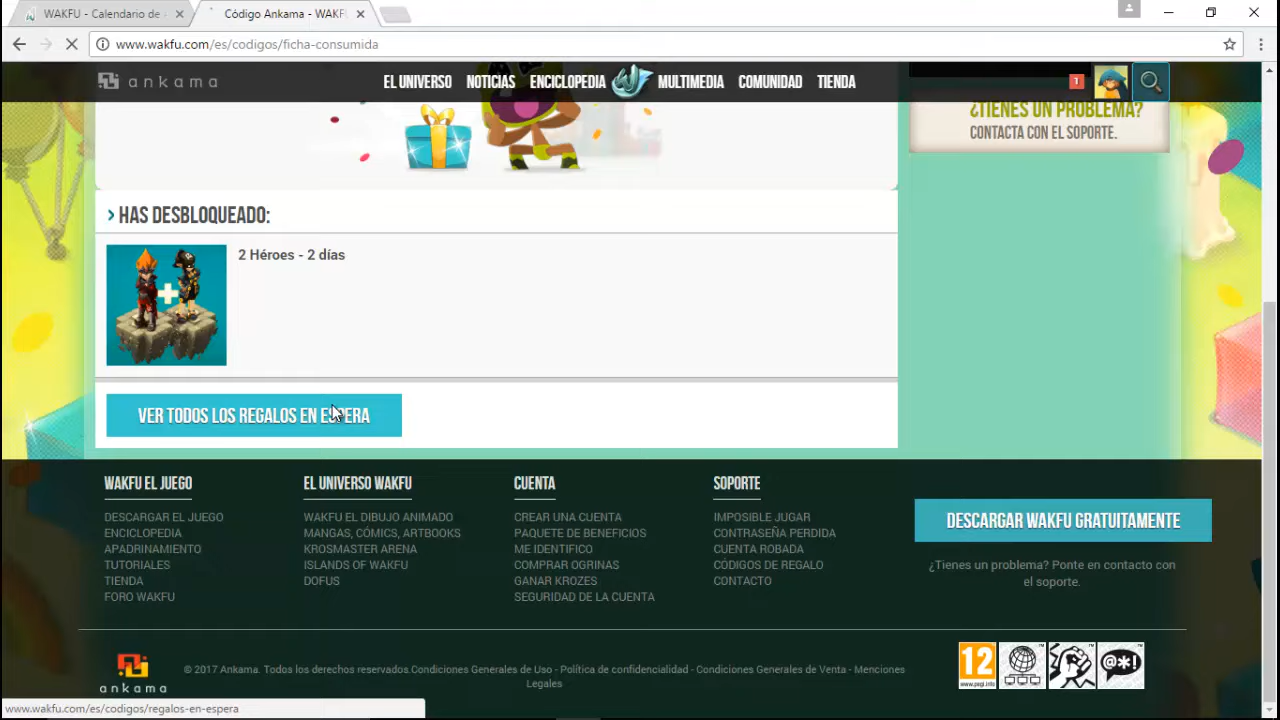 WAKFU - Calendario de
Código Ankama - WAKFU
www.wakfu.com/es/codigos/ficha-consumida
ankama
EL UNIVERSO NOTICIAS ENCICLOPEDIA MULTIMEDIA COMUNIDAD TIENDA
1
¿TIENES UN PROBLEMA?
CONTACTA CON EL SOPORTE.
> HAS DESBLOQUEADO:
2 Héroes - 2 días
VER TODOS LOS REGALOS EN ESPERA
WAKFU EL JUEGO
DESCARGAR EL JUEGO
ENCICLOPEDIA
APADRINAMIENTO
TUTORIALES
TIENDA
FORO WAKFU
EL UNIVERSO WAKFU
WAKFU EL DIBUJO ANIMADO
MANGAS, CÓMICS, ARTBOOKS
KROSMASTER ARENA
ISLANDS OF WAKFU
DOFUS
CUENTA
CREAR UNA CUENTA
PAQUETE DE BENEFICIOS
ME IDENTIFICO
COMPRAR OGRINAS
GANAR KROZES
SEGURIDAD DE LA CUENTA
SOPORTE
IMPOSIBLE JUGAR
CONTRASEÑA PERDIDA
CUENTA ROBADA
CÓDIGOS DE REGALO
CONTACTO
DESCARGAR WAKFU GRATUITAMENTE
¿Tienes un problema? Ponte en contacto con
el soporte.
ankama
© 2017 Ankama. Todos los derechos reservados.Condiciones Generales de Uso - Política de confidencialidad - Condiciones Generales de Venta - Menciones
Legales
12
www.pegi.info
@*!
www.wakfu.com/es/codigos/regalos-en-espera